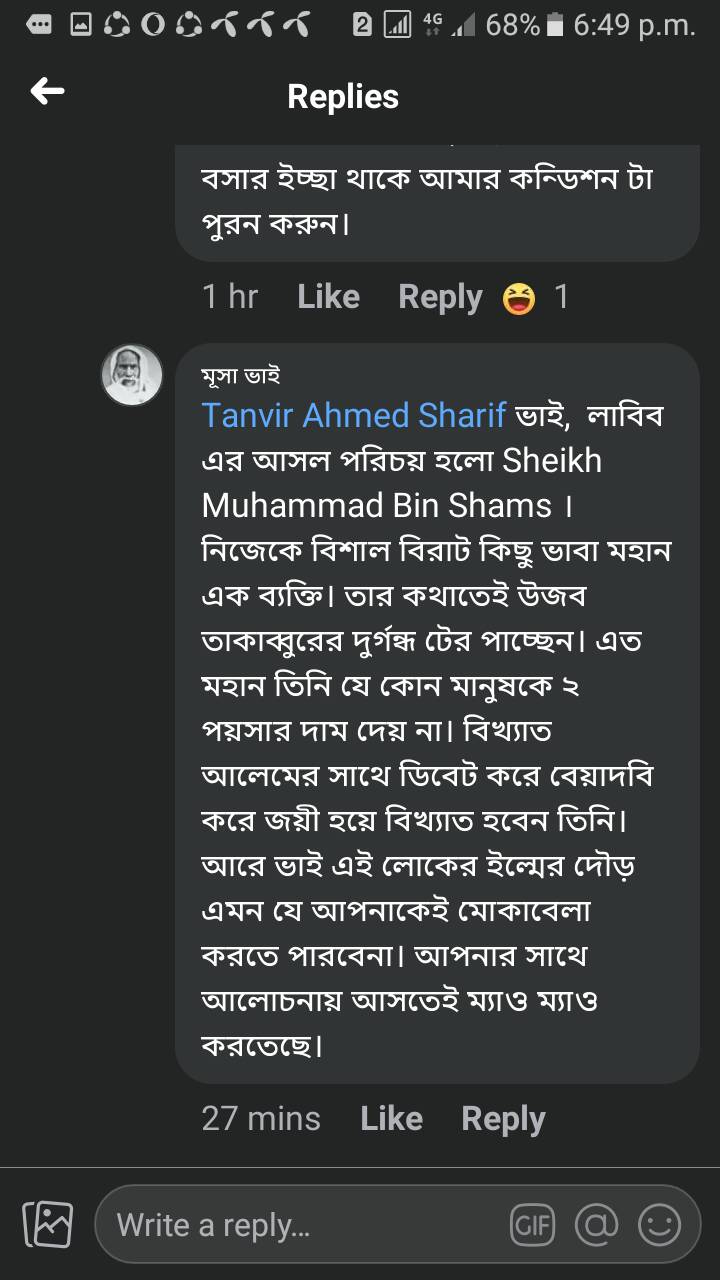 2 4G 68% 6:49 p.m.
Replies
বসার ইচ্ছা থাকে আমার কন্ডিশন টা
পুরন করুন।
1 hr Like Reply 😆 1
মূসা ভাই
Tanvir Ahmed Sharif ভাই, লাবিব
এর আসল পরিচয় হলো Sheikh
Muhammad Bin Shams ।
নিজেকে বিশাল বিরাট কিছু ভাবা মহান
এক ব্যক্তি। তার কথাতেই উজব
তাকাব্বুরের দুর্গন্ধ টের পাচ্ছেন। এত
মহান তিনি যে কোন মানুষকে ২
পয়সার দাম দেয় না। বিখ্যাত
আলেমের সাথে ডিবেট করে বেয়াদবি
করে জয়ী হয়ে বিখ্যাত হবেন তিনি।
আরে ভাই এই লোকের ইল্মের দৌড়
এমন যে আপনাকেই মোকাবেলা
করতে পারবেনা। আপনার সাথে
আলোচনায় আসতেই ম্যাও ম্যাও
করতেছে।
27 mins Like Reply
Write a reply... GIF @